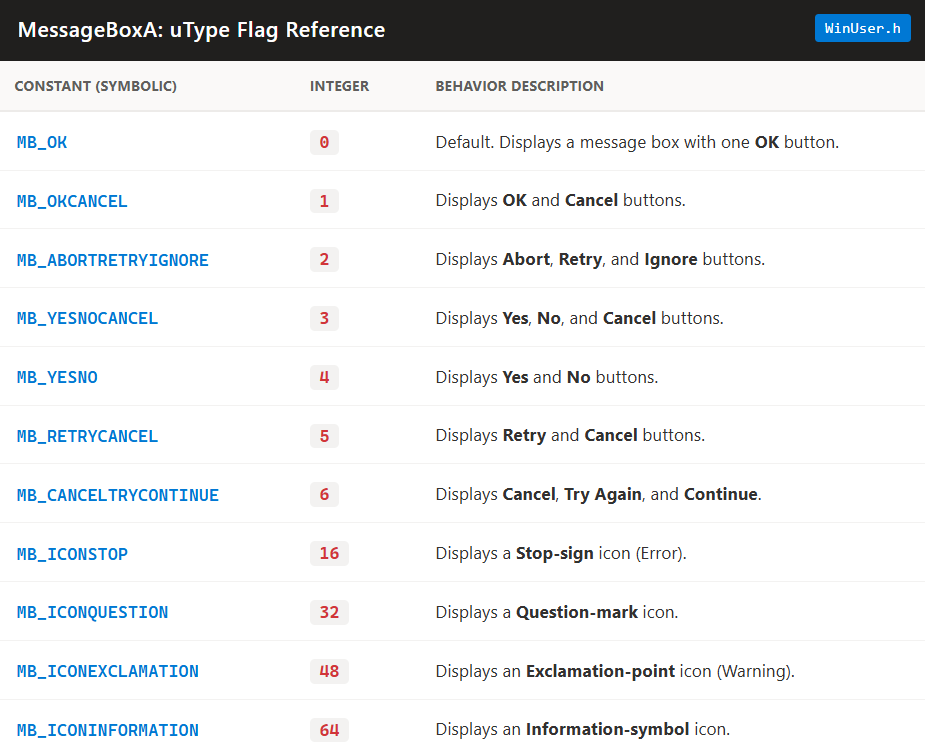 MessageBoxA: uType Flag Reference WinUser.h
CONSTANT (SYMBOLIC) INTEGER BEHAVIOR DESCRIPTION
MB_OK 0 Default. Displays a message box with one OK button.
MB_OKCANCEL 1 Displays OK and Cancel buttons.
MB_ABORTRETRYIGNORE 2 Displays Abort, Retry, and Ignore buttons.
MB_YESNOCANCEL 3 Displays Yes, No, and Cancel buttons.
MB_YESNO 4 Displays Yes and No buttons.
MB_RETRYCANCEL 5 Displays Retry and Cancel buttons.
MB_CANCELTRYCONTINUE 6 Displays Cancel, Try Again, and Continue.
MB_ICONSTOP 16 Displays a Stop-sign icon (Error).
MB_ICONQUESTION 32 Displays a Question-mark icon.
MB_ICONEXCLAMATION 48 Displays an Exclamation-point icon (Warning).
MB_ICONINFORMATION 64 Displays an Information-symbol icon.